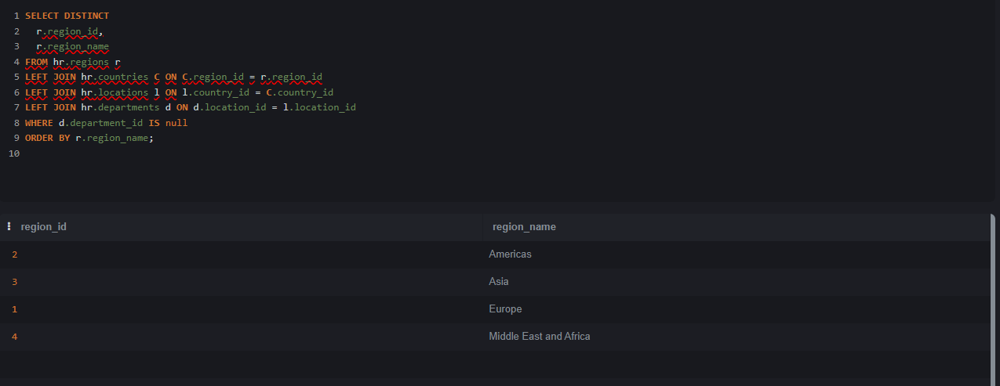 1 SELECT DISTINCT
2 r.region_id,
3 r.region_name
4 FROM hr.regions r
5 LEFT JOIN hr.countries C ON C.region_id = r.region_id
6 LEFT JOIN hr.locations l ON l.country_id = C.country_id
7 LEFT JOIN hr.departments d ON d.location_id = l.location_id
8 WHERE d.department_id IS null
9 ORDER BY r.region_name;
10
region_id region_name
2 Americas
3 Asia
1 Europe
4 Middle East and Africa